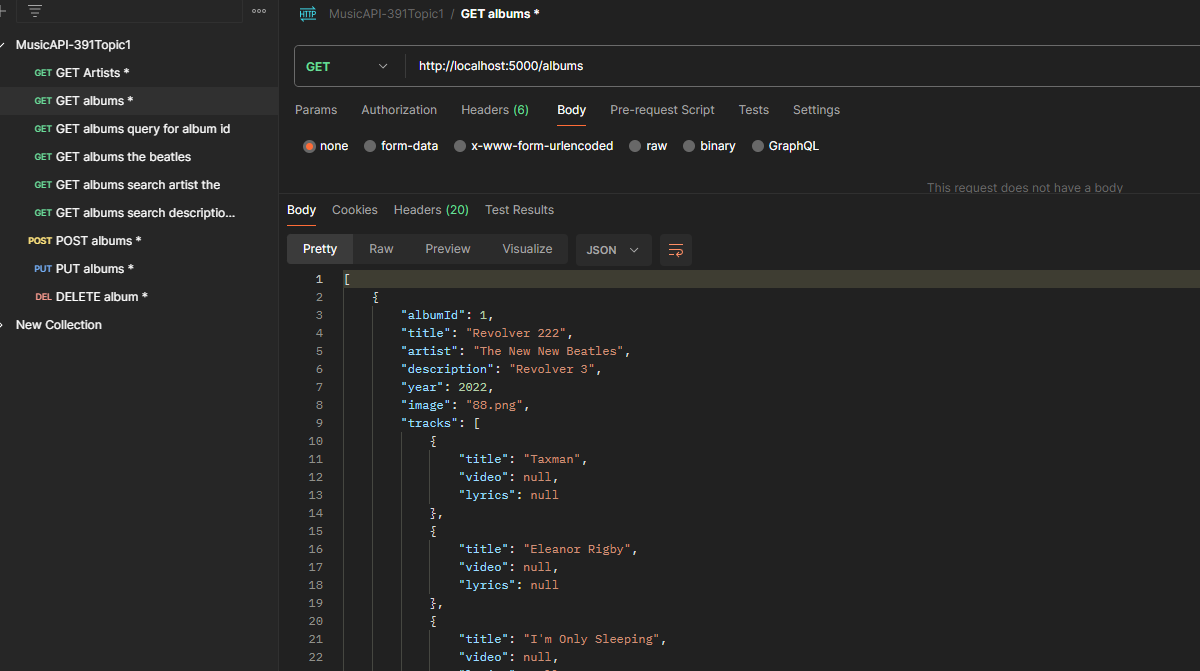 MusicAPI-391Topic1 / GET albums *
MusicAPI-391Topic1
GET GET Artists *
GET GET albums *
GET GET albums query for album id
GET GET albums the beatles
GET GET albums search artist the
GET GET albums search descriptio...
POST POST albums *
PUT PUT albums *
DEL DELETE album *
New Collection
HTTP
GET http://localhost:5000/albums
Params Authorization Headers (6) Body Pre-request Script Tests Settings
none form-data x-www-form-urlencoded raw binary GraphQL
This request does not have a body
Body Cookies Headers (20) Test Results
Pretty Raw Preview Visualize JSON
1 [
2 {
3 "albumId": 1,
4 "title": "Revolver 222",
5 "artist": "The New New Beatles",
6 "description": "Revolver 3",
7 "year": 2022,
8 "image": "88.png",
9 "tracks": [
10 {
11 "title": "Taxman",
12 "video": null,
13 "lyrics": null
14 },
15 {
16 "title": "Eleanor Rigby",
17 "video": null,
18 "lyrics": null
19 },
20 {
21 "title": "I'm Only Sleeping",
22 "video": null,